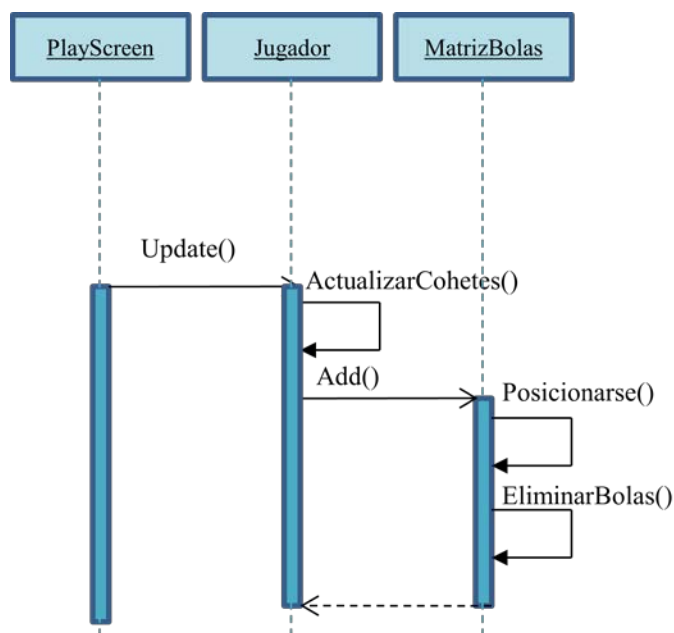 PlayScreen
Jugador
MatrizBolas
Update()
ActualizarCohetes()
Add()
Posicionarse()
EliminarBolas()